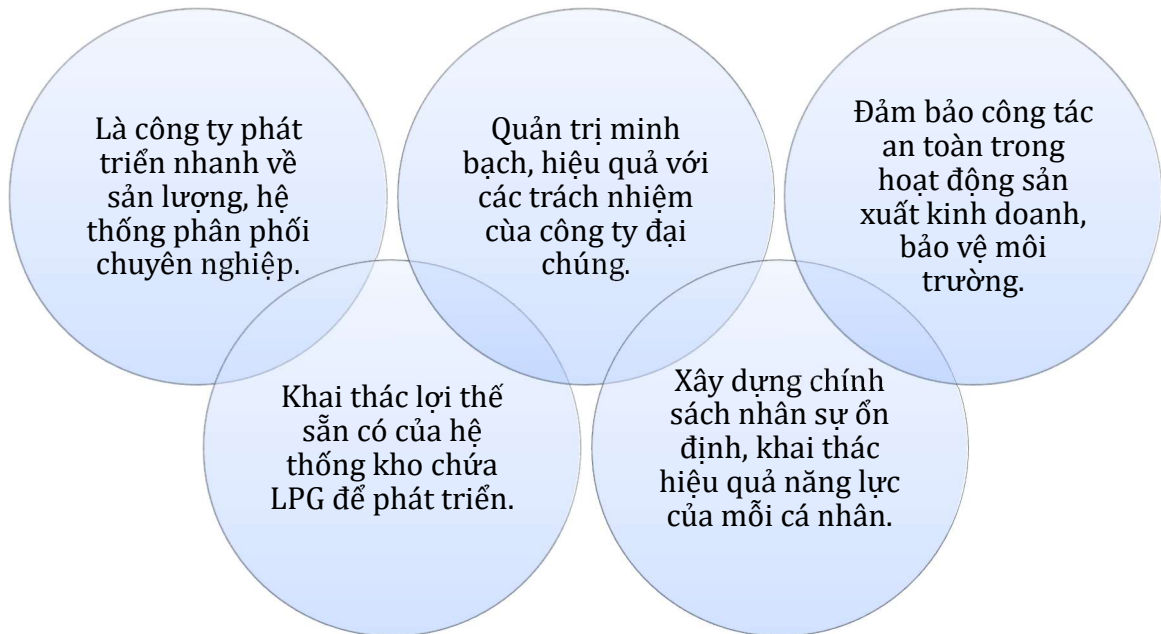 Là công ty phát
triển nhanh về
sản lượng, hệ
thống phân phối
chuyên nghiệp.
Khai thác lợi thế
sẵn có của hệ
thống kho chứa
LPG để phát triển.
Quản trị minh
bạch, hiệu quả với
các trách nhiệm
cùa công ty đại
chúng.
Xây dựng chính
sách nhân sự ổn
định, khai thác
hiệu quả năng lực
của mỗi cá nhân.
Đảm bảo công tác
an toàn trong
hoạt động sản
xuất kinh doanh,
bảo vệ môi
trường.